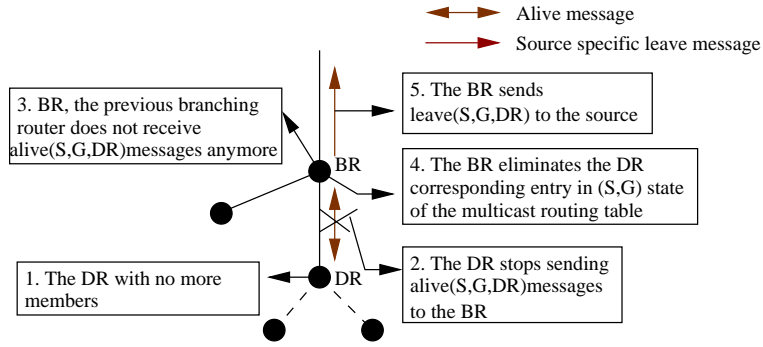 Alive message
Source specific leave message
3. BR, the previous branching
router does not receive
alive(S,G,DR)messages anymore
5. The BR sends
leave(S,G,DR) to the source
BR
4. The BR eliminates the DR
corresponding entry in (S,G) state
of the multicast routing table
1. The DR with no more
members
DR
2. The DR stops sending
alive(S,G,DR)messages
to the BR